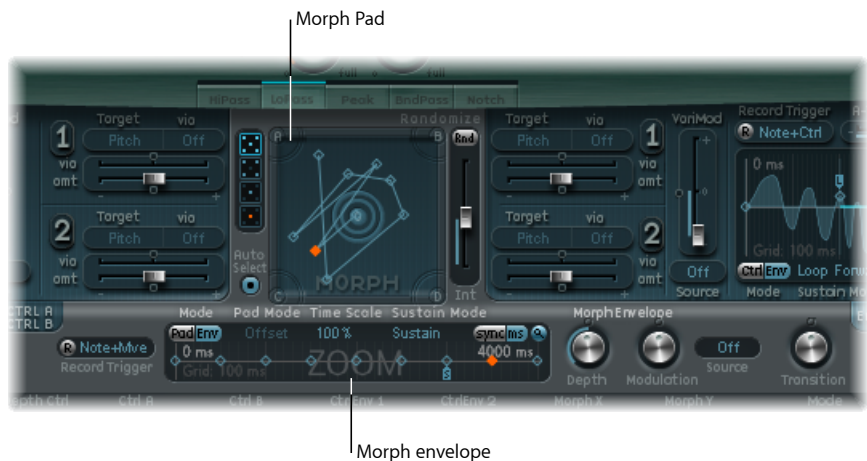 Morph Pad
full o full
HiPass LoPass Peak BndPass Notch
Randomize
Target via
1 Pitch Off
via
amt
- +
Target via
2 Pitch Off
via
amt
- +
Auto
Select
A B
C D
MORPH
Rnd
Int
Target via
Pitch Off 1
via
amt
- +
Target via
Pitch Off 2
via
amt
- +
VariMod
+
Off
Source
Record Trigger
R Note+Ctrl
0 ms
L
Grid: 100 ms
Ctrl Env Loop Forw
Mode Sustain Mo
CTRL A
CTRL B
Mode Pad Mode Time Scale Sustain Mode
Pad Env Offset 100% Sustain sync ms
R Note+Mve
Record Trigger
0 ms 4000 ms
Grid: 100 ms
ZOOM
S
Morph Envelope
Depth Modulation
Off
Source
Transition
epth Ctrl Ctrl A Ctrl B CtrlEnv 1 CtrlEnv 2 Morph X Morph Y Mode
Morph envelope